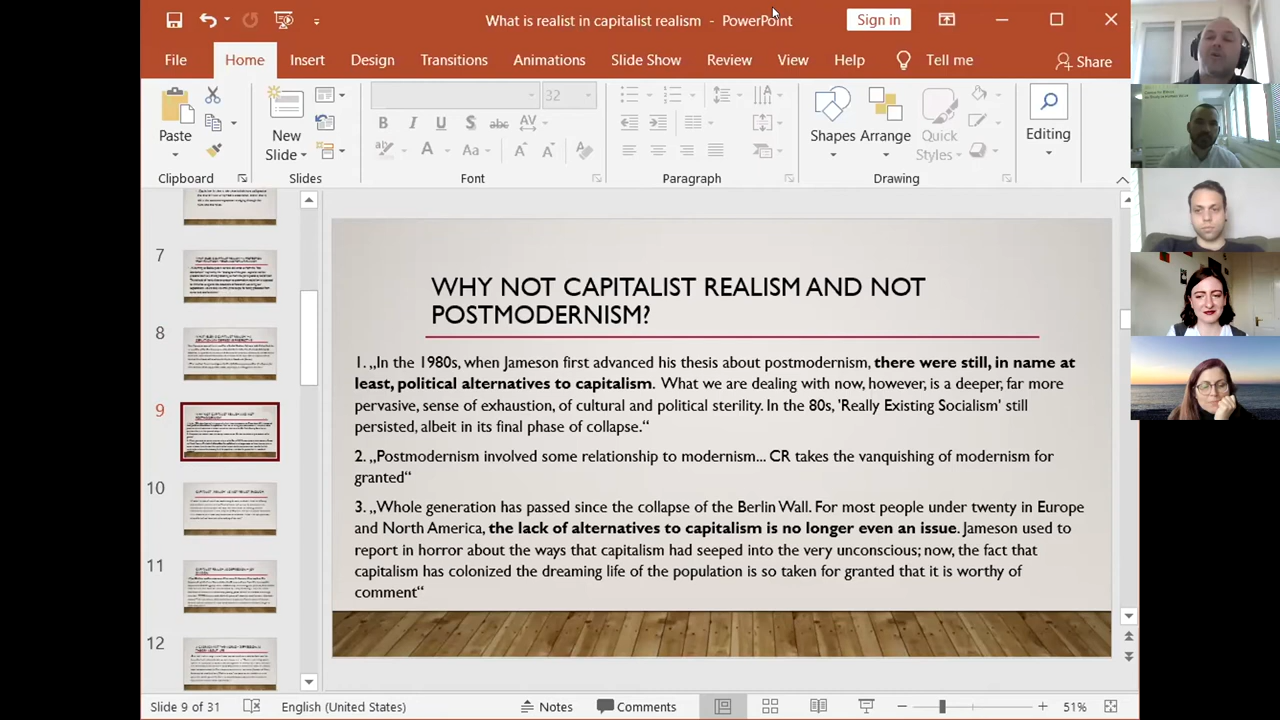 What is realist in capitalist realism - PowerPoint
Sign in
File Home Insert Design Transitions Animations Slide Show Review View Help Tell me Share
32
Paste
New
Slide
Shapes Arrange Quick
Styles
Editing
Clipboard Slides Font Paragraph Drawing
7
8
9
10
11
12
WHY NOT CAPITALIST REALISM AND NOT
POSTMODERNISM?
1. „In the 1980s, when Jameson first advanced his thesis about postmodernism, there were still, in name at
least, political alternatives to capitalism. What we are dealing with now, however, is a deeper, far more
pervasive, sense of exhaustion, of cultural and political sterility. In the 80s, 'Really Existing Socialism' still
persisted, albeit in its final phase of collapse“
2. „Postmodernism involved some relationship to modernism... CR takes the vanquishing of modernism for
granted“
3. „Whole generation has passed since the collapse of the Berlin Wall. For most people under twenty in Europe
and North America, the lack of alternatives to capitalism is no longer even an issue. Jameson used to
report in horror about the ways that capitalism had seeped into the very unconscious; now, the fact that
capitalism has colonized the dreaming life of the population is so taken for granted that it is worthy of
comment“
Slide 9 of 31 English (United States) Notes Comments 51%